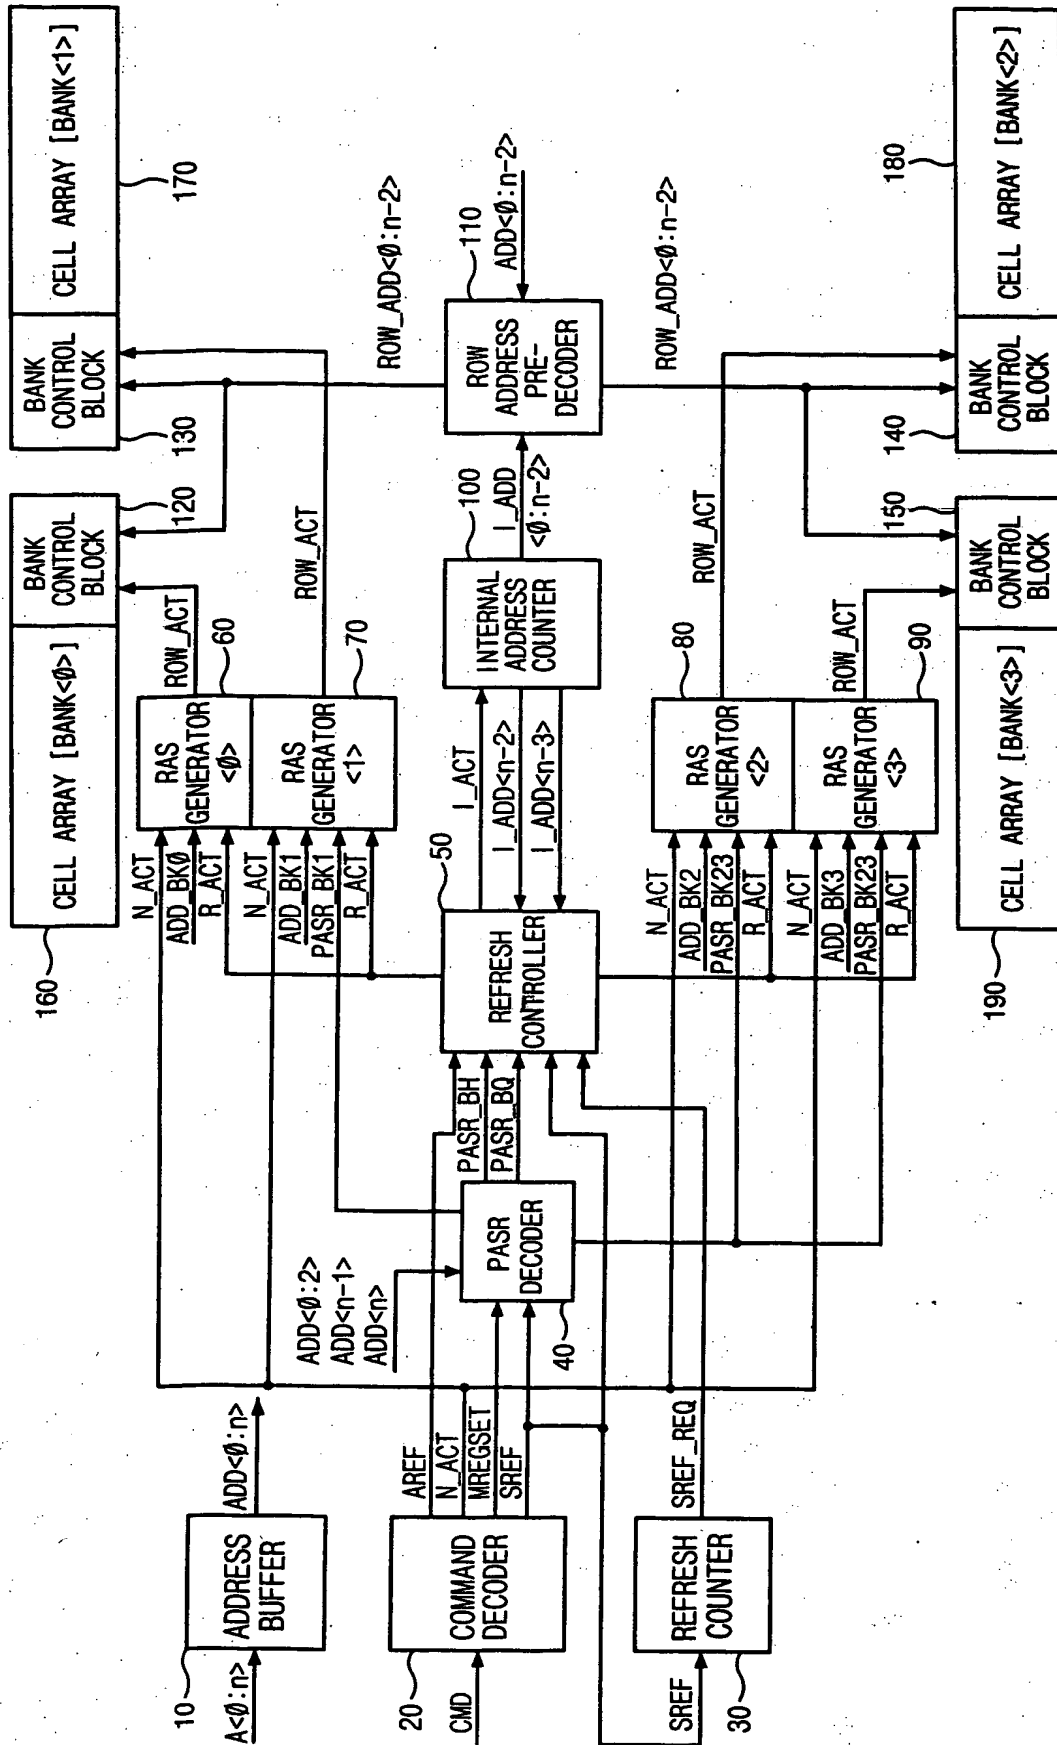 A<0:n>
10
ADDRESS
BUFFER
ADD<0:n>
CMD
20
COMMAND
DECODER
AREF
N_ACT
MREGSET
SREF
SREF
30
REFRESH
COUNTER
SREF_REQ
ADD<0:2>
ADD<n-1>
ADD<n>
40
PASR
DECODER
PASR_BH
PASR_BQ
50
REFRESH
CONTROLLER
I_ACT
I_ADD<n-2>
I_ADD<n-3>
100
INTERNAL
ADDRESS
COUNTER
I_ADD
<0:n-2>
110
ROW
ADDRESS
PRE-
DECODER
ADD<0:n-2>
ROW_ADD<0:n-2>
ROW_ADD<0:n-2>
N_ACT
ADD_BK0
R_ACT
N_ACT
ADD_BK1
PASR_BK1
R_ACT
RAS
GENERATOR
<0>
60
RAS
GENERATOR
<1>
70
ROW_ACT
ROW_ACT
N_ACT
ADD_BK2
PASR_BK23
R_ACT
N_ACT
ADD_BK3
PASR_BK23
R_ACT
RAS
GENERATOR
<2>
80
RAS
GENERATOR
<3>
90
ROW_ACT
ROW_ACT
160
CELL ARRAY [BANK<0>]
BANK
CONTROL
BLOCK
120
BANK
CONTROL
BLOCK
130
CELL ARRAY [BANK<1>]
170
190
CELL ARRAY [BANK<3>]
BANK
CONTROL
BLOCK
150
BANK
CONTROL
BLOCK
140
CELL ARRAY [BANK<2>]
180